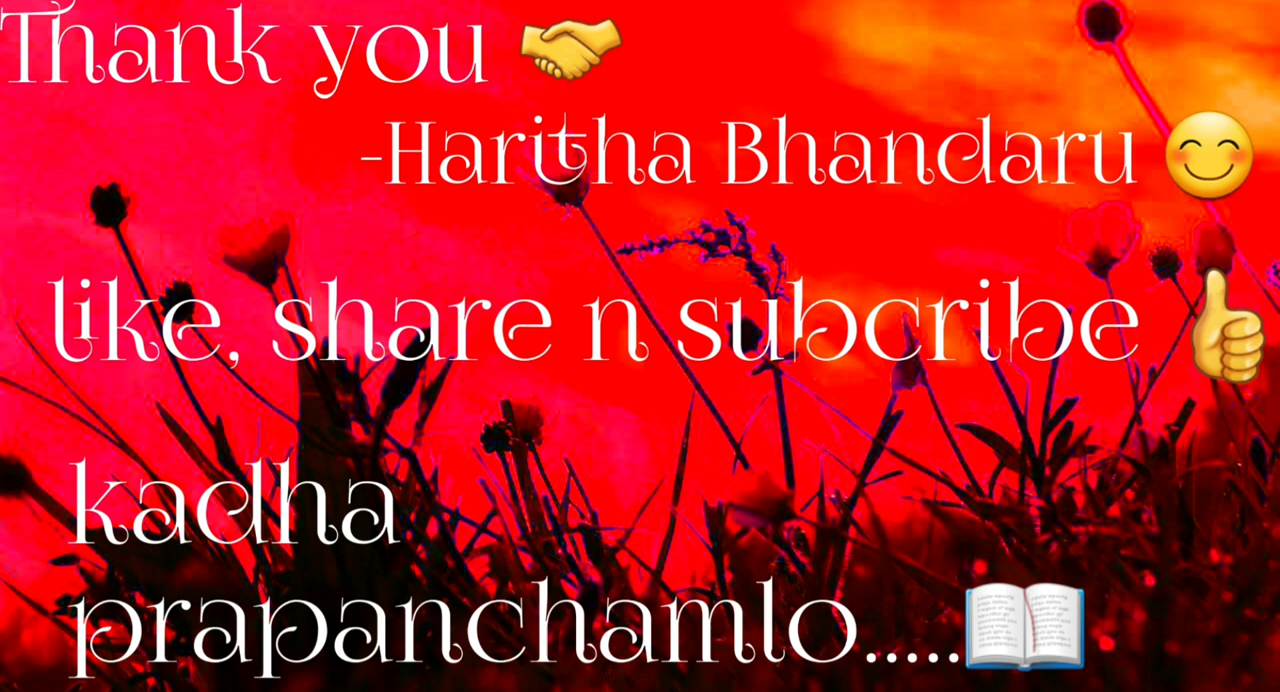 Thank you 🤝
-Haritha Bhandaru 😊
like, share n subcribe 👍
kadha
prapanchamlo.....📖